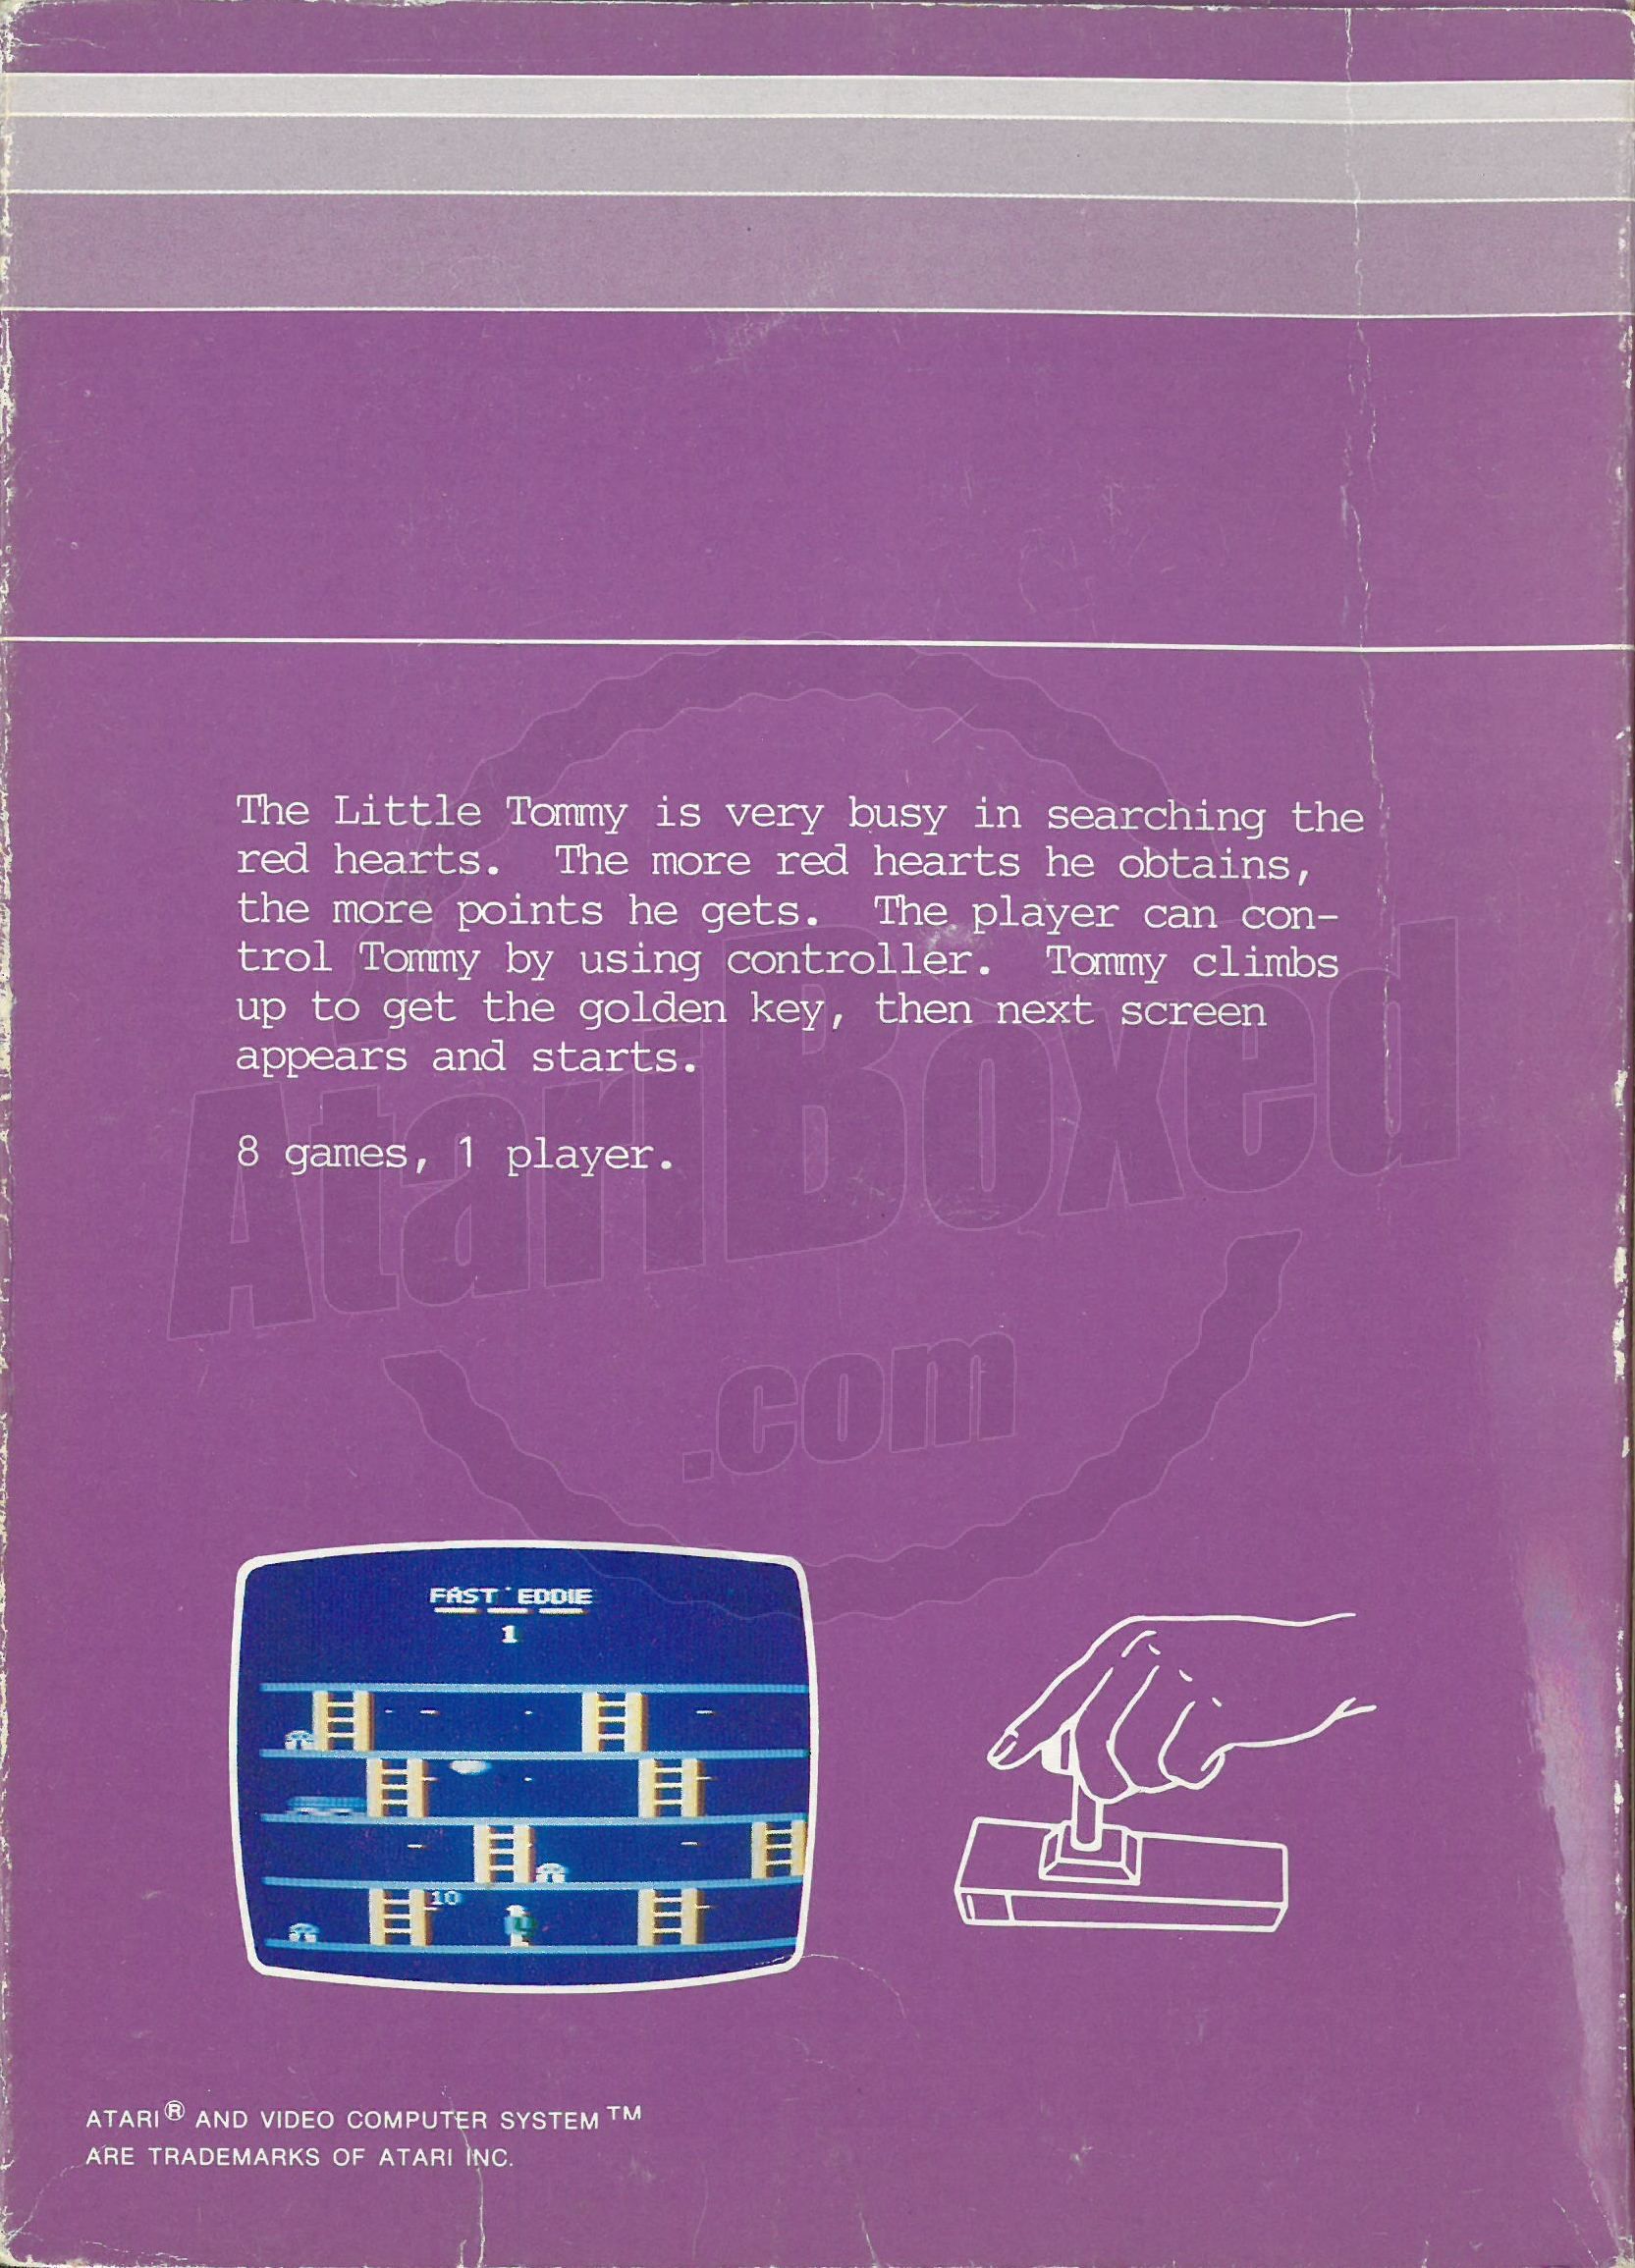 The Little Tommy is very busy in searching the
red hearts.  The more red hearts he obtains,
the more points he gets.  The player can con-
trol Tommy by using controller.  Tommy climbs
up to get the golden key, then next screen
appears and starts.
8 games, 1 player.
AtariBoxed
.com
FAST EDDIE
1
10
ATARI® AND VIDEO COMPUTER SYSTEM™
ARE TRADEMARKS OF ATARI INC.